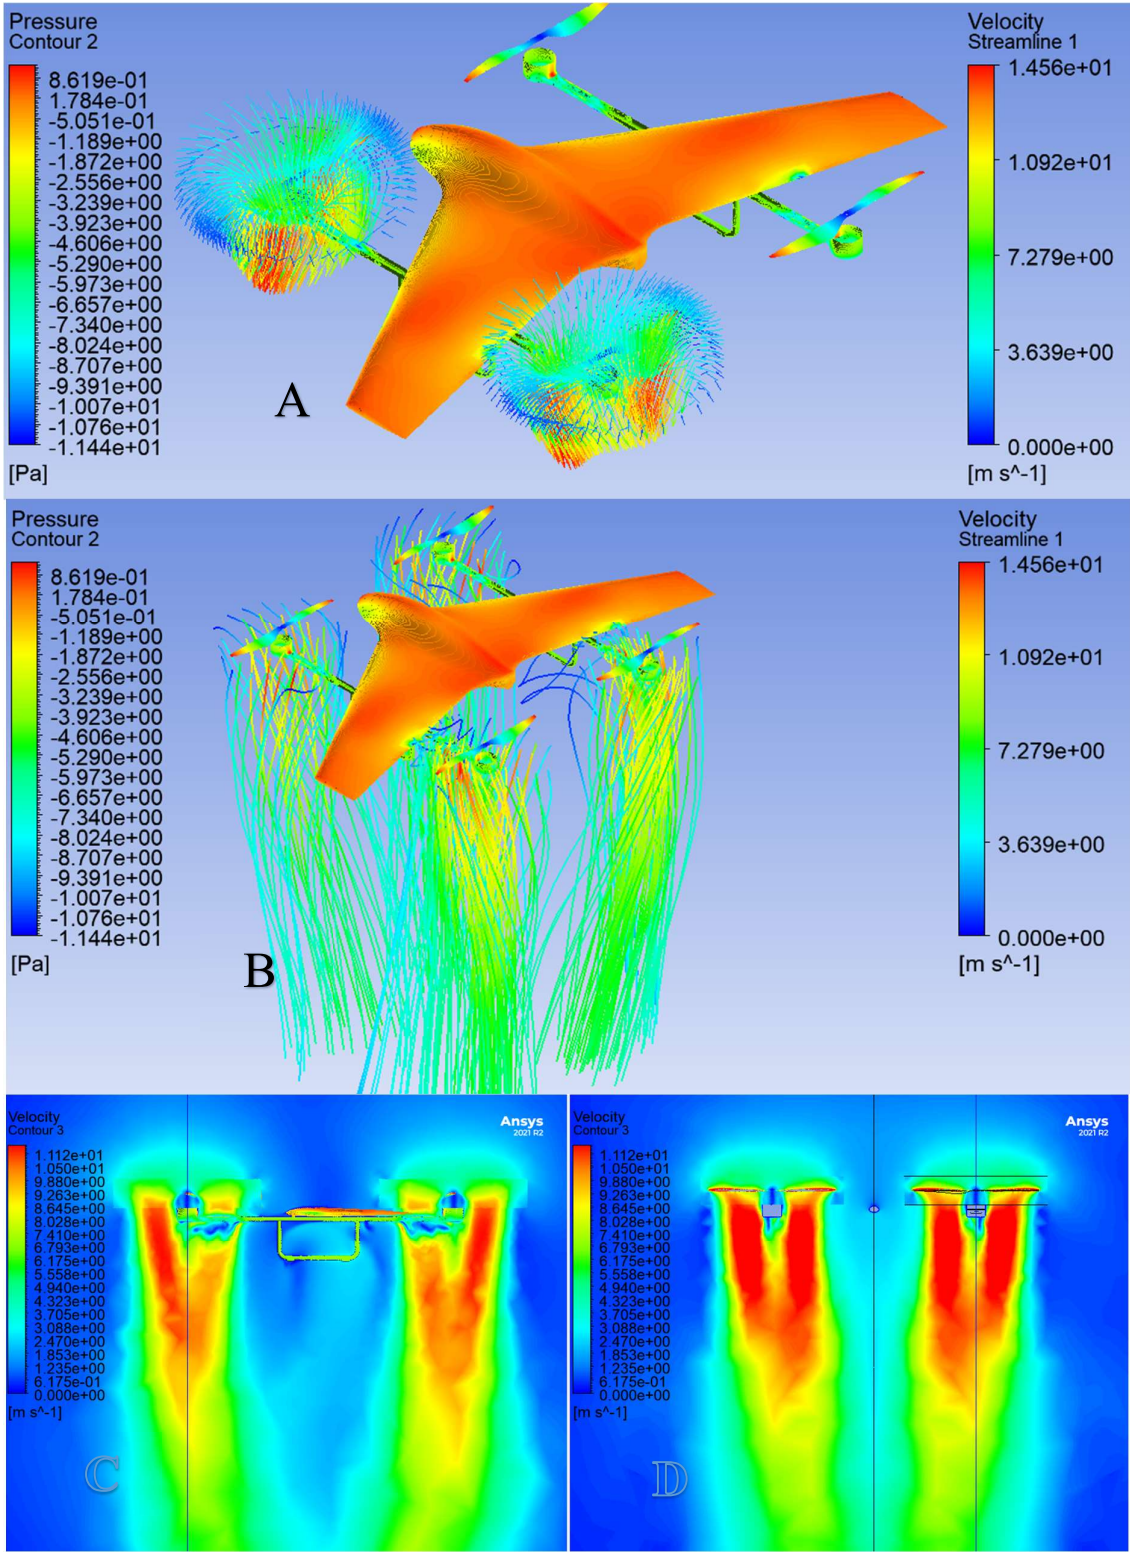 Pressure
Contour 2
8.619e-01
1.784e-01
-5.051e-01
-1.189e+00
-1.872e+00
-2.556e+00
-3.239e+00
-3.923e+00
-4.606e+00
-5.290e+00
-5.973e+00
-6.657e+00
-7.340e+00
-8.024e+00
-8.707e+00
-9.391e+00
-1.007e+01
-1.076e+01
-1.144e+01
[Pa]
A
Velocity
Streamline 1
1.456e+01
1.092e+01
7.279e+00
3.639e+00
0.000e+00
[m s^-1]
Pressure
Contour 2
8.619e-01
1.784e-01
-5.051e-01
-1.189e+00
-1.872e+00
-2.556e+00
-3.239e+00
-3.923e+00
-4.606e+00
-5.290e+00
-5.973e+00
-6.657e+00
-7.340e+00
-8.024e+00
-8.707e+00
-9.391e+00
-1.007e+01
-1.076e+01
-1.144e+01
[Pa]
B
Velocity
Streamline 1
1.456e+01
1.092e+01
7.279e+00
3.639e+00
0.000e+00
[m s^-1]
Velocity
Contour 3
1.112e+01
1.050e+01
9.880e+00
9.263e+00
8.645e+00
8.028e+00
7.410e+00
6.793e+00
6.175e+00
5.558e+00
4.940e+00
4.323e+00
3.705e+00
3.088e+00
2.470e+00
1.853e+00
1.235e+00
6.175e-01
0.000e+00
[m s^-1]
Ansys
2021 R2
C
Velocity
Contour 3
1.112e+01
1.050e+01
9.880e+00
9.263e+00
8.645e+00
8.028e+00
7.410e+00
6.793e+00
6.175e+00
5.558e+00
4.940e+00
4.323e+00
3.705e+00
3.088e+00
2.470e+00
1.853e+00
1.235e+00
6.175e-01
0.000e+00
[m s^-1]
Ansys
2021 R2
D